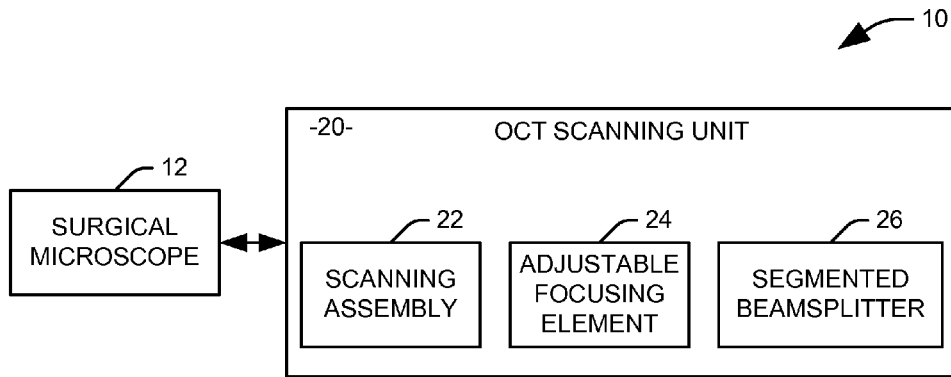 10
-20-
OCT SCANNING UNIT
12
SURGICAL
MICROSCOPE
22
SCANNING
ASSEMBLY
24
ADJUSTABLE
FOCUSING
ELEMENT
26
SEGMENTED
BEAMSPLITTER